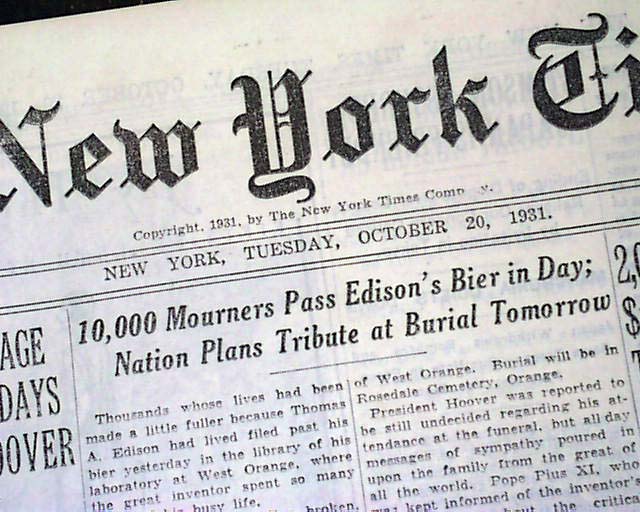 New York Ti
Copyright, 1931, by The New York Times Comp y.
NEW YORK, TUESDAY, OCTOBER 20, 1931.
AGE
DAYS
OOVER
10,000 Mourners Pass Edison's Bier in Day;
Nation Plans Tribute at Burial Tomorrow
Thousands whose lives had been
made a little fuller because Thomas
A. Edison had lived filed past his
bier yesterday in the library of his
laboratory at West Orange, where
the great inventor spent so many
his busy life.
broken,
of West Orange. Burial will be in
Rosedale Cemetery, Orange.
President Hoover was reported to
be still undecided regarding his at-
tendance at the funeral, but all day
messages of sympathy poured in
upon the family from the great of
all the world. Pope Pius XI, who
was kept informed of the inventor's
about the critica
2,0
$